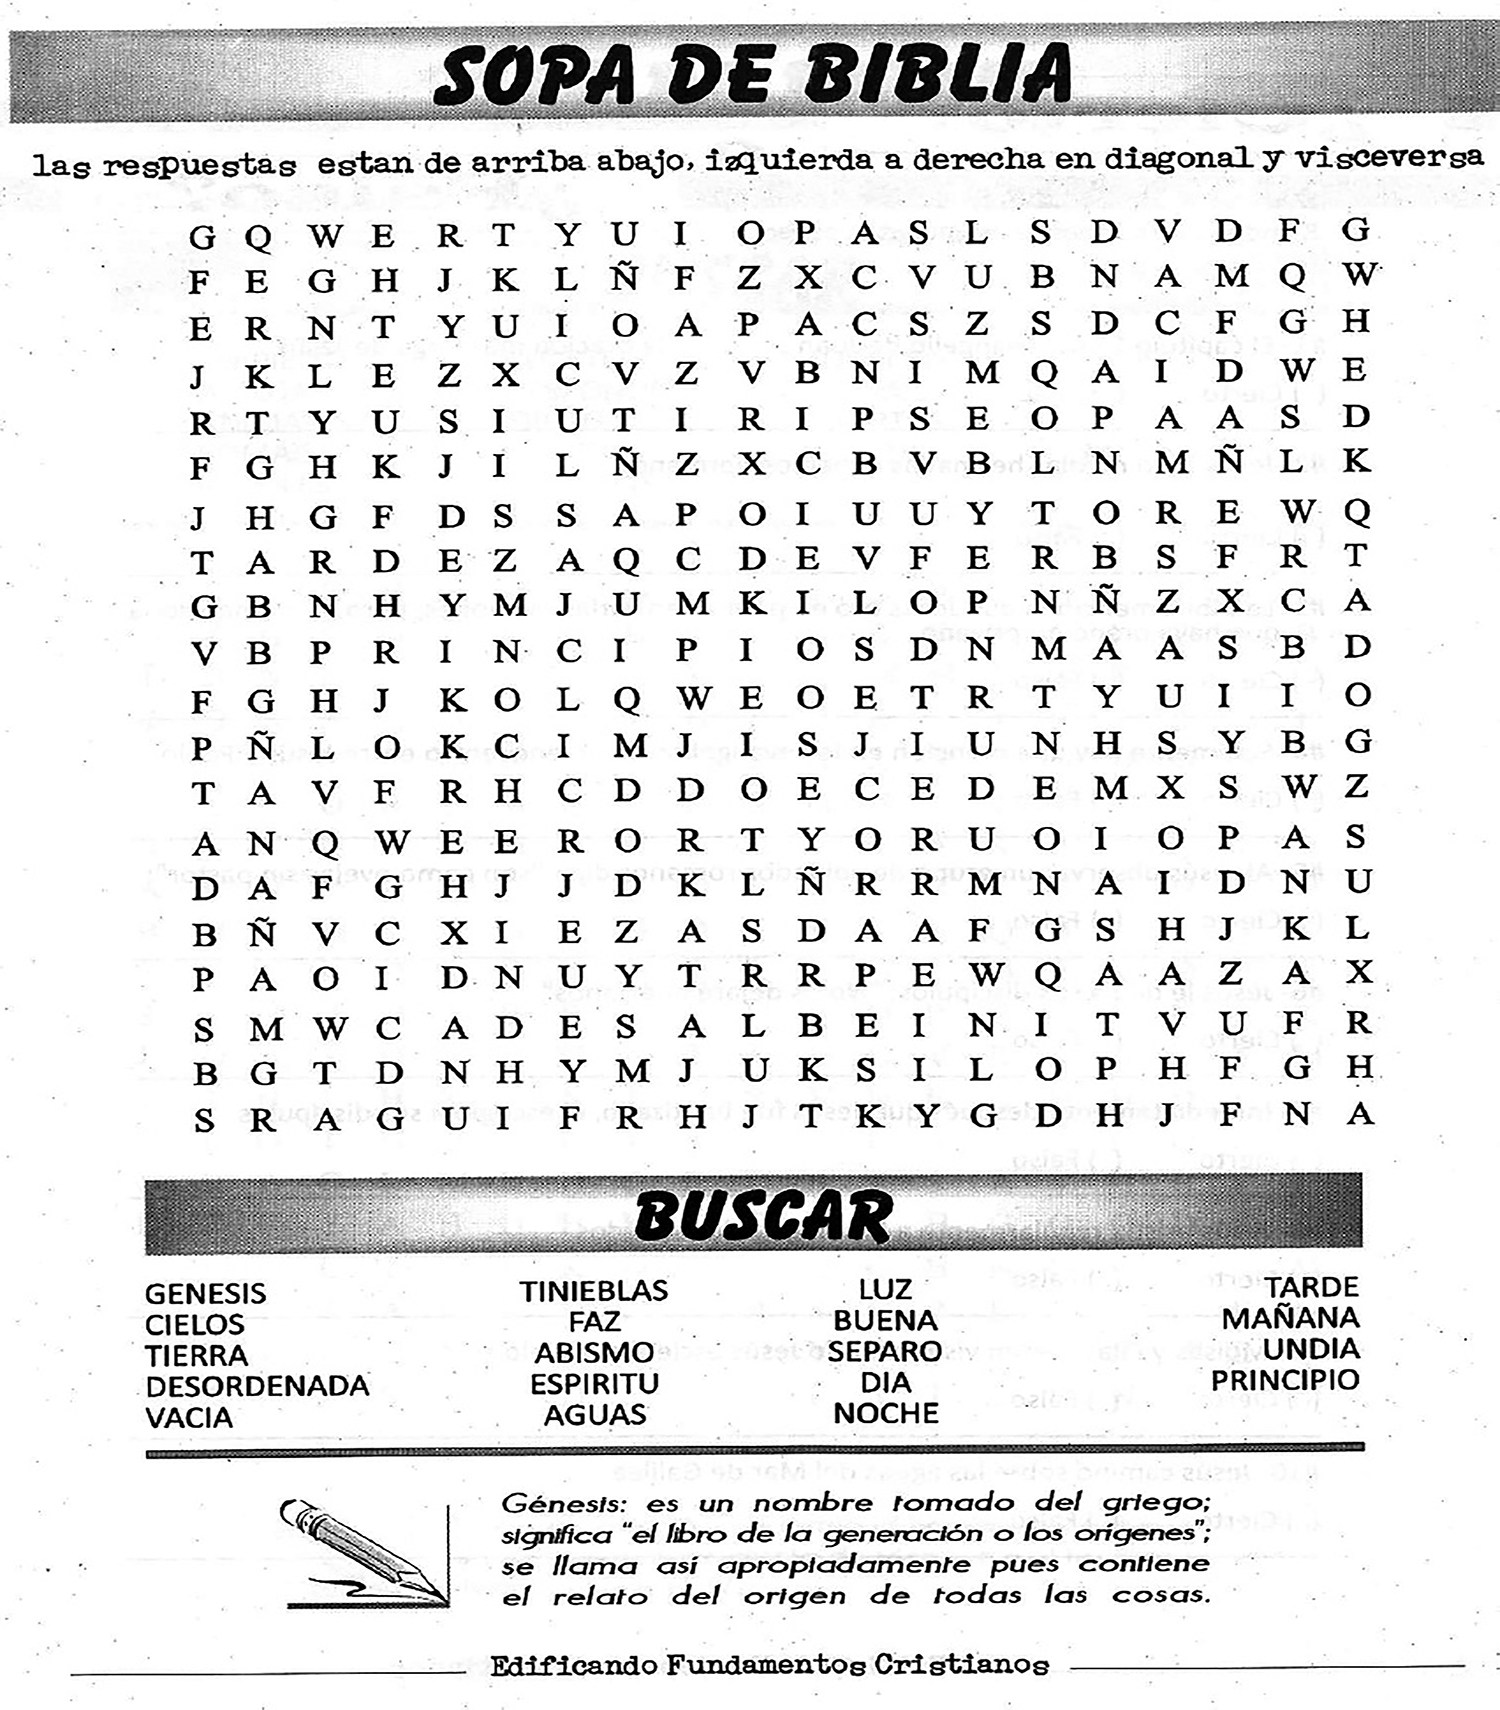 SOPA DE BIBLIA
las respuestas estan de arriba abajo, izquierda a derecha en diagonal y visceversa
G Q W E R T Y U I O P A S L S D V D F G
F E G H J K L Ñ F Z X C V U B N A M Q W
E R N T Y U I O A P A C S Z S D C F G H
J K L E Z X C V Z V B N I M Q A I D W E
R T Y U S I U T I R I P S E O P A A S D
F G H K J I L Ñ Z X C B V B L N M Ñ L K
J H G F D S S A P O I U U Y T O R E W Q
T A R D E Z A Q C D E V F E R B S F R T
G B N H Y M J U M K I L O P N Ñ Z X C A
V B P R I N C I P I O S D N M A A S B D
F G H J K O L Q W E O E T R T Y U I I O
P Ñ L O K C I M J I S J I U N H S Y B G
T A V F R H C D D O E C E D E M X S W Z
A N Q W E E R O R T Y O R U O I O P A S
D A F G H J J D K L Ñ R R M N A I D N U
B Ñ V C X I E Z A S D A A F G S H J K L
P A O I D N U Y T R R P E W Q A A Z A X
S M W C A D E S A L B E I N I T V U F R
B G T D N H Y M J U K S I L O P H F G H
S R A G U I F R H J T K Y G D H J F N A
BUSCAR
GENESIS TINIEBLAS LUZ TARDE
CIELOS FAZ BUENA MAÑANA
TIERRA ABISMO SEPARO UNDIA
DESORDENADA ESPIRITU DIA PRINCIPIO
VACIA AGUAS NOCHE
Génesis: es un nombre tomado del griego;
significa "el libro de la generación o los orígenes";
se llama así apropiadamente pues contiene
el relato del origen de todas las cosas.
Edificando Fundamentos Cristianos